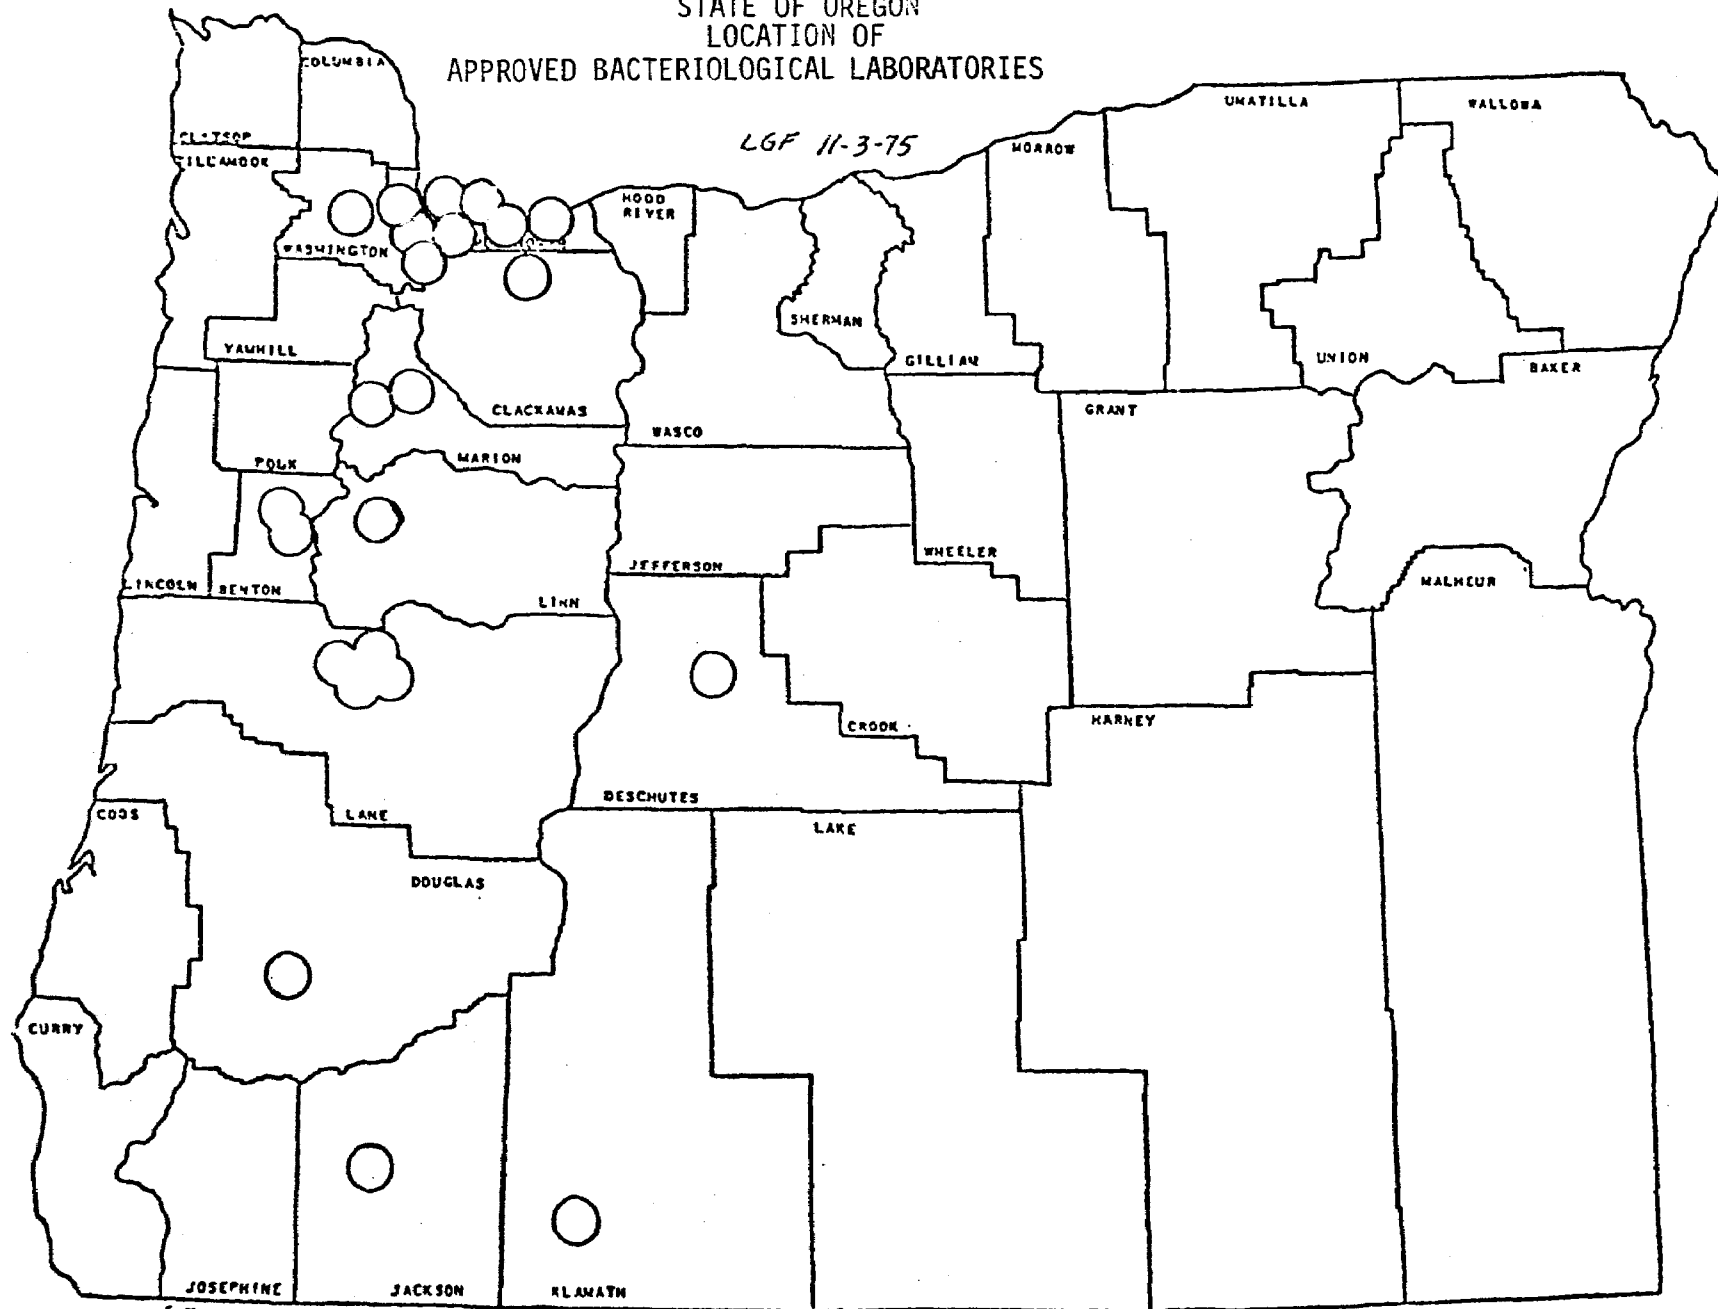 STATE OF OREGON
LOCATION OF
APPROVED BACTERIOLOGICAL LABORATORIES
LGF 11-3-75
COLUMBIA
UMATILLA
WALLOWA
CLATSOP
TILLAMOOK
MORROW
HOOD
RIVER
WASHINGTON
SHERMAN
YAMHILL
GILLIAM
UNION
BAKER
CLACKAMAS
GRANT
WASCO
POLK
MARION
WHEELER
JEFFERSON
MALHEUR
LINCOLN
BENTON
LINN
HARNEY
CROOK
DESCHUTES
COOS
LANE
LAKE
DOUGLAS
CURRY
JOSEPHINE
JACKSON
KLAMATH